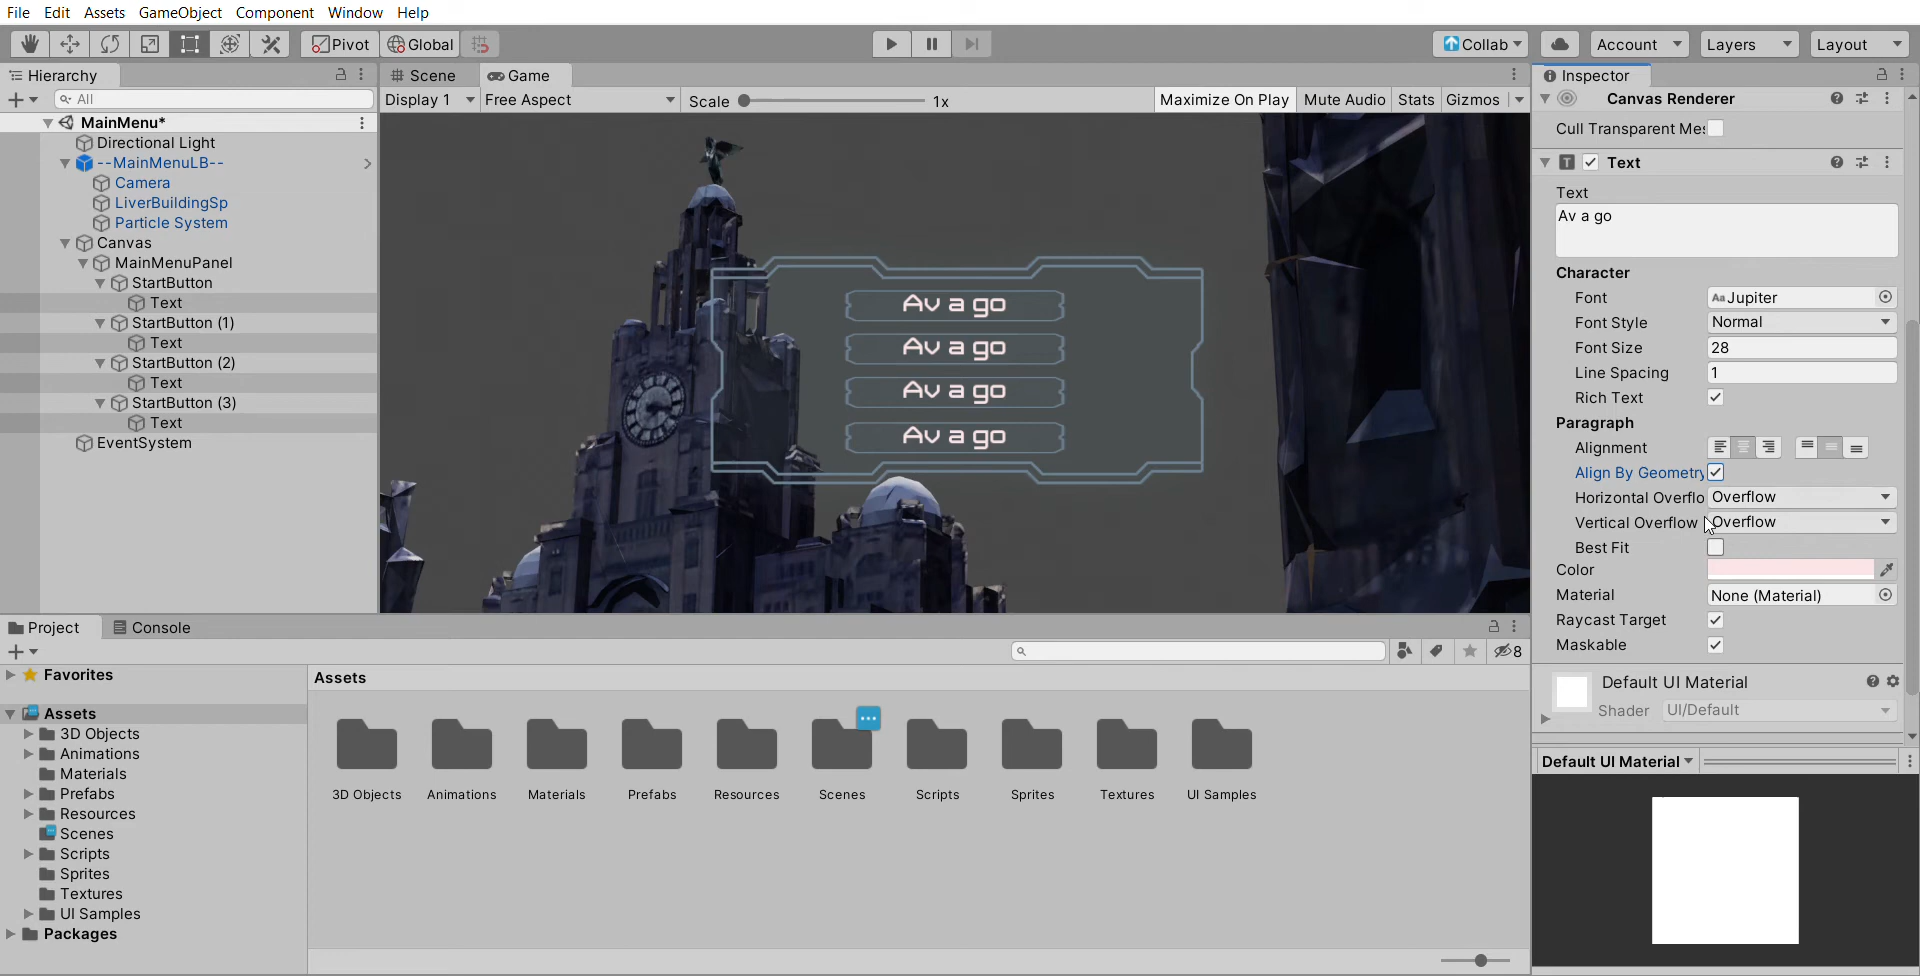 File Edit Assets GameObject Component Window Help
Pivot Global Collab Account Layers Layout
Hierarchy
All
MainMenu*
Directional Light
--MainMenuLB--
Camera
LiverBuildingSp
Particle System
Canvas
MainMenuPanel
StartButton
Text
StartButton (1)
Text
StartButton (2)
Text
StartButton (3)
Text
EventSystem
Scene Game
Display 1 Free Aspect Scale 1x Maximize On Play Mute Audio Stats Gizmos
Av a go
Av a go
Av a go
Av a go
Inspector
Canvas Renderer
Cull Transparent Mes
Text
Text
Av a go
Character
Font Jupiter
Font Style Normal
Font Size 28
Line Spacing 1
Rich Text
Paragraph
Alignment
Align By Geometry
Horizontal Overflo Overflow
Vertical Overflow Overflow
Best Fit
Color
Material None (Material)
Raycast Target
Maskable
Default UI Material
Shader UI/Default
Default UI Material
Project Console
8
Favorites
Assets
3D Objects
Animations
Materials
Prefabs
Resources
Scenes
Scripts
Sprites
Textures
UI Samples
Packages
Assets
3D Objects Animations Materials Prefabs Resources Scenes Scripts Sprites Textures UI Samples